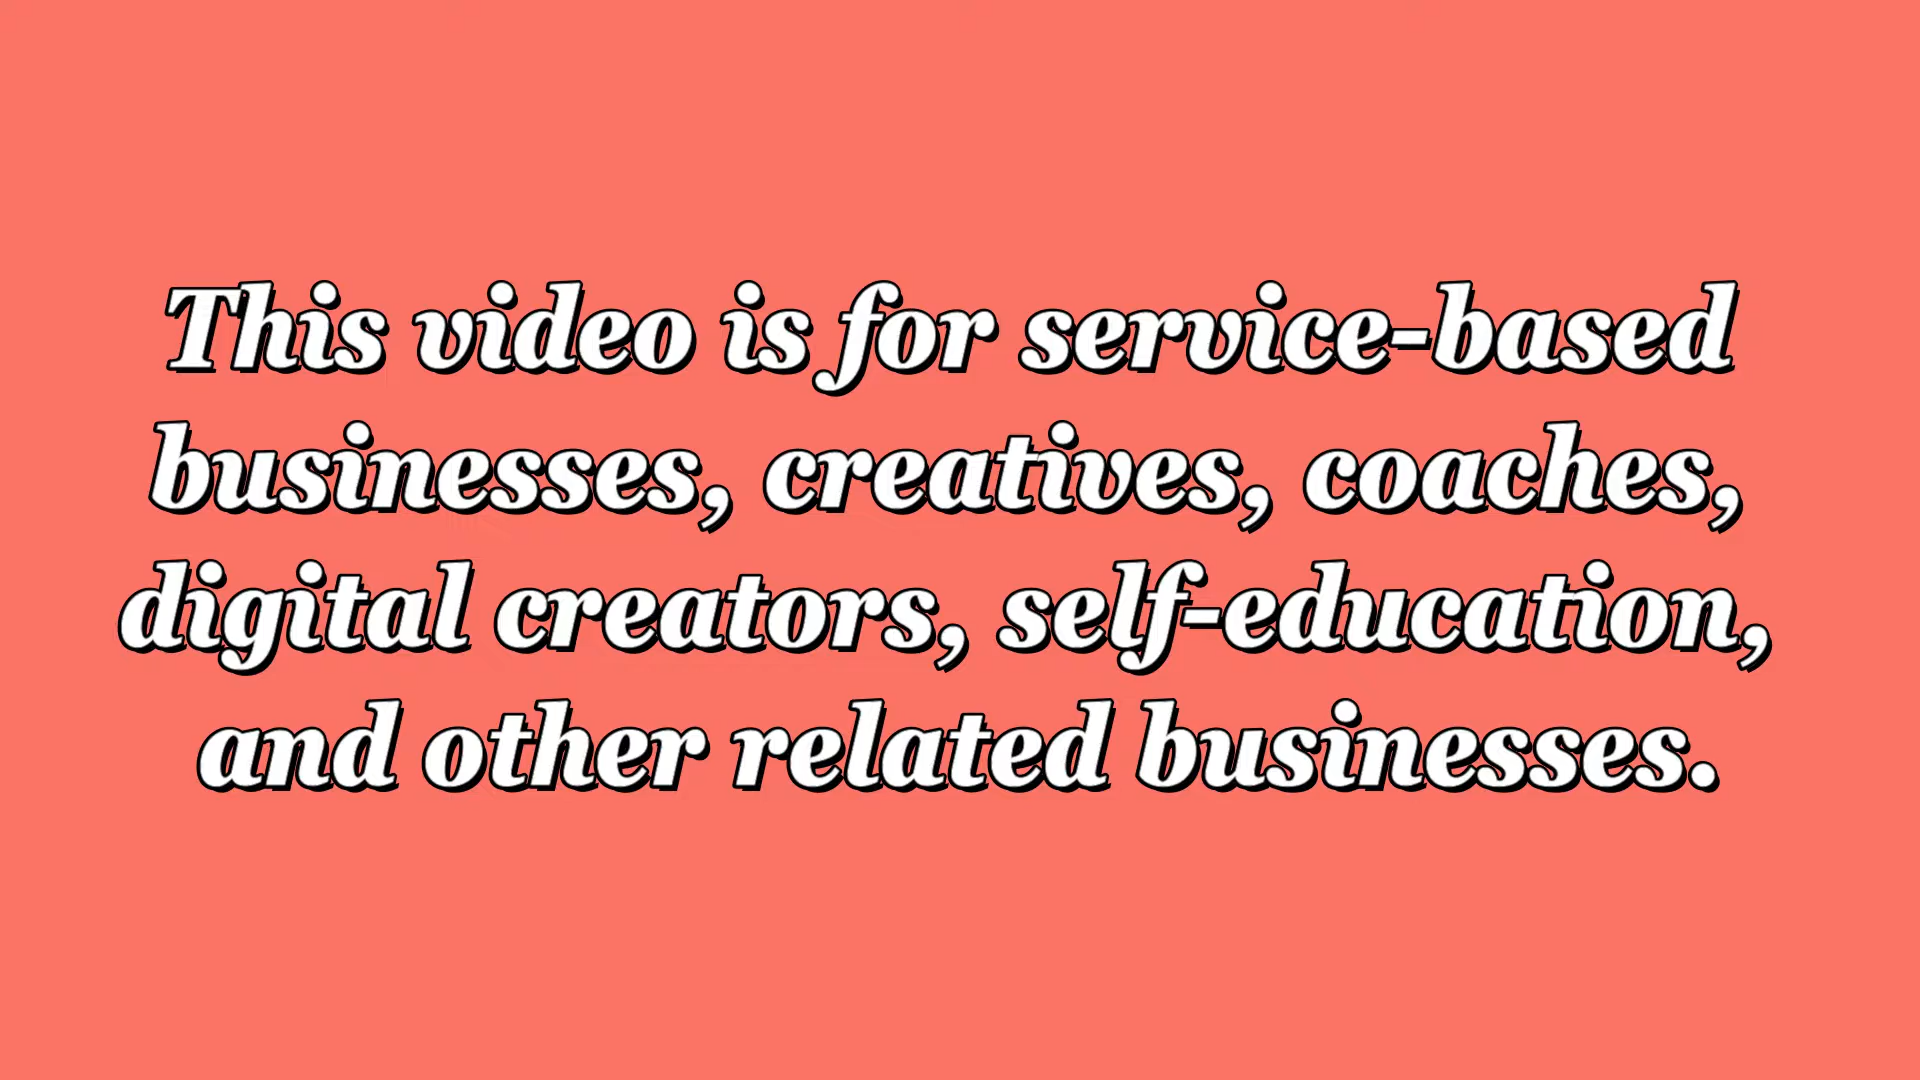 This video is for service-based
businesses, creatives, coaches,
digital creators, self-education,
and other related businesses.